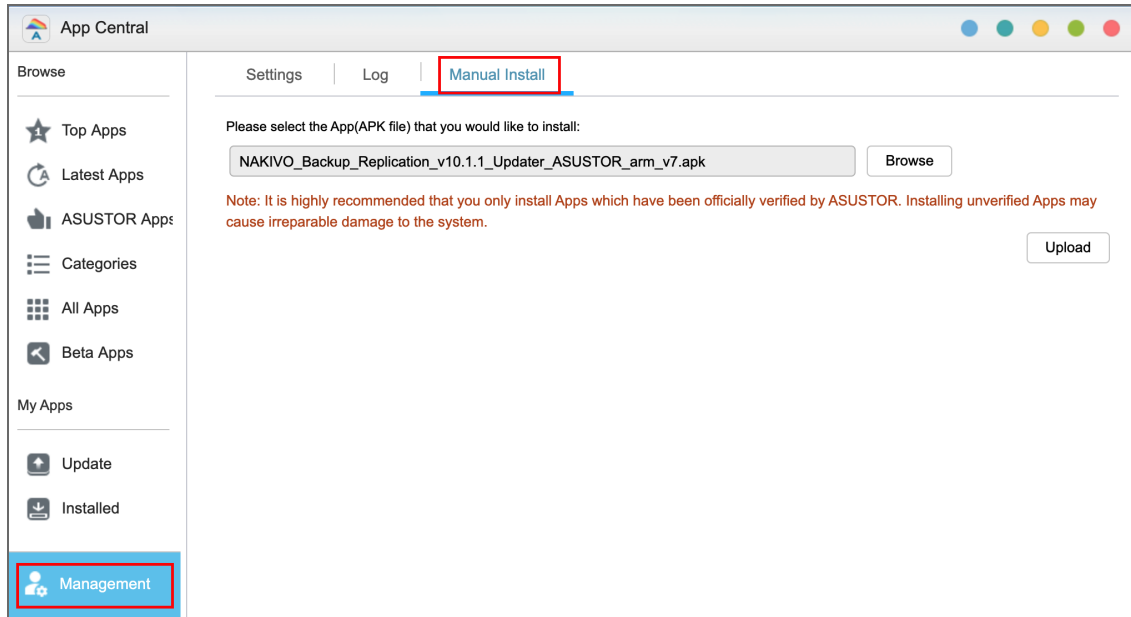 App Central
Browse
Top Apps
Latest Apps
ASUSTOR Apps
Categories
All Apps
Beta Apps
My Apps
Update
Installed
Management
Settings
Log
Manual Install
Please select the App(APK file) that you would like to install:
NAKIVO_Backup_Replication_v10.1.1_Updater_ASUSTOR_arm_v7.apk
Browse
Note: It is highly recommended that you only install Apps which have been officially verified by ASUSTOR. Installing unverified Apps may
cause irreparable damage to the system.
Upload